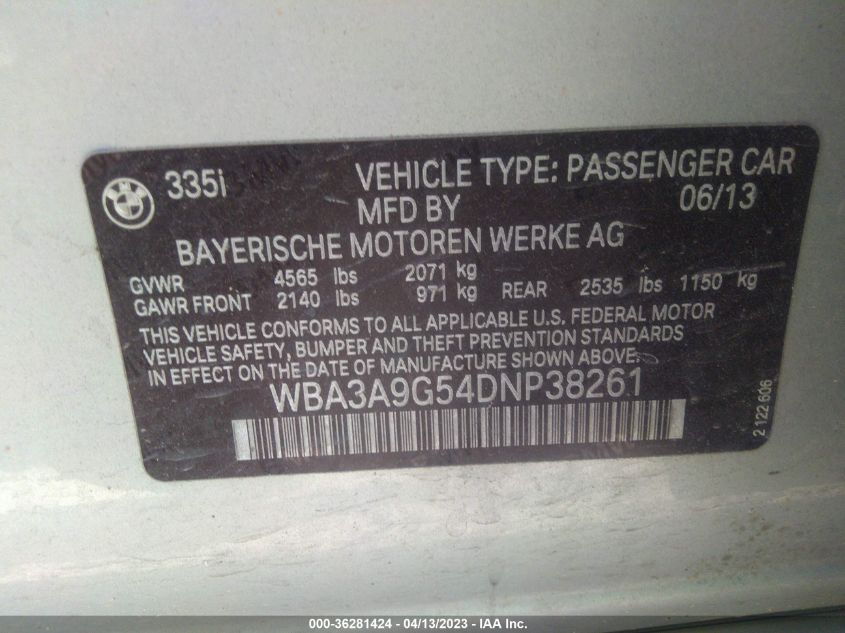 BMW
335i
VEHICLE TYPE: PASSENGER CAR
MFD BY 06/13
BAYERISCHE MOTOREN WERKE AG
GVWR 4565 lbs 2071 kg
GAWR FRONT 2140 lbs 971 kg REAR 2535 lbs 1150 kg
THIS VEHICLE CONFORMS TO ALL APPLICABLE U.S. FEDERAL MOTOR
VEHICLE SAFETY, BUMPER AND THEFT PREVENTION STANDARDS
IN EFFECT ON THE DATE OF MANUFACTURE SHOWN ABOVE.
WBA3A9G54DNP38261
2 122 606
000-36281424 - 04/13/2023 - IAA Inc.